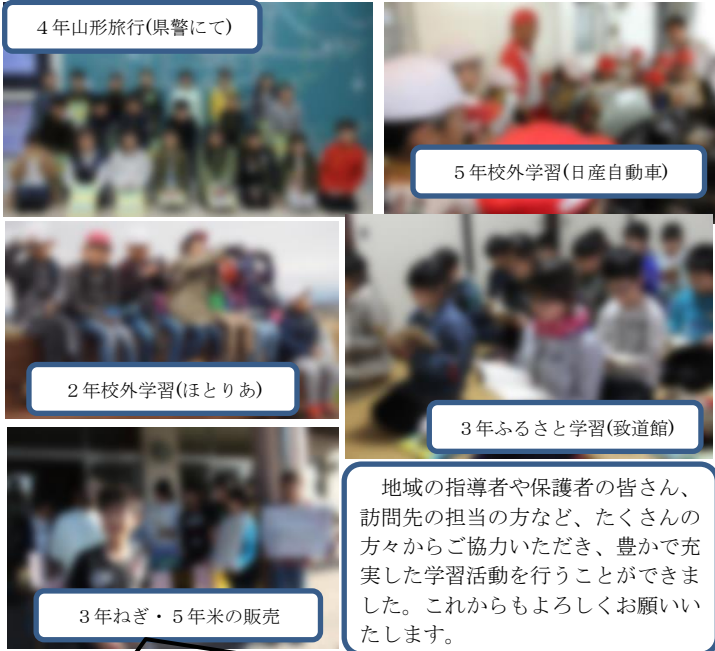 ４年山形旅行(県警にて)
５年校外学習(日産自動車)
２年校外学習(ほとりあ)
３年ふるさと学習(致道館)
３年ねぎ・５年米の販売
地域の指導者や保護者の皆さん、
訪問先の担当の方など、たくさんの
方々からご協力いただき、豊かで充
実した学習活動を行うことができま
した。これからもよろしくお願いい
たします。